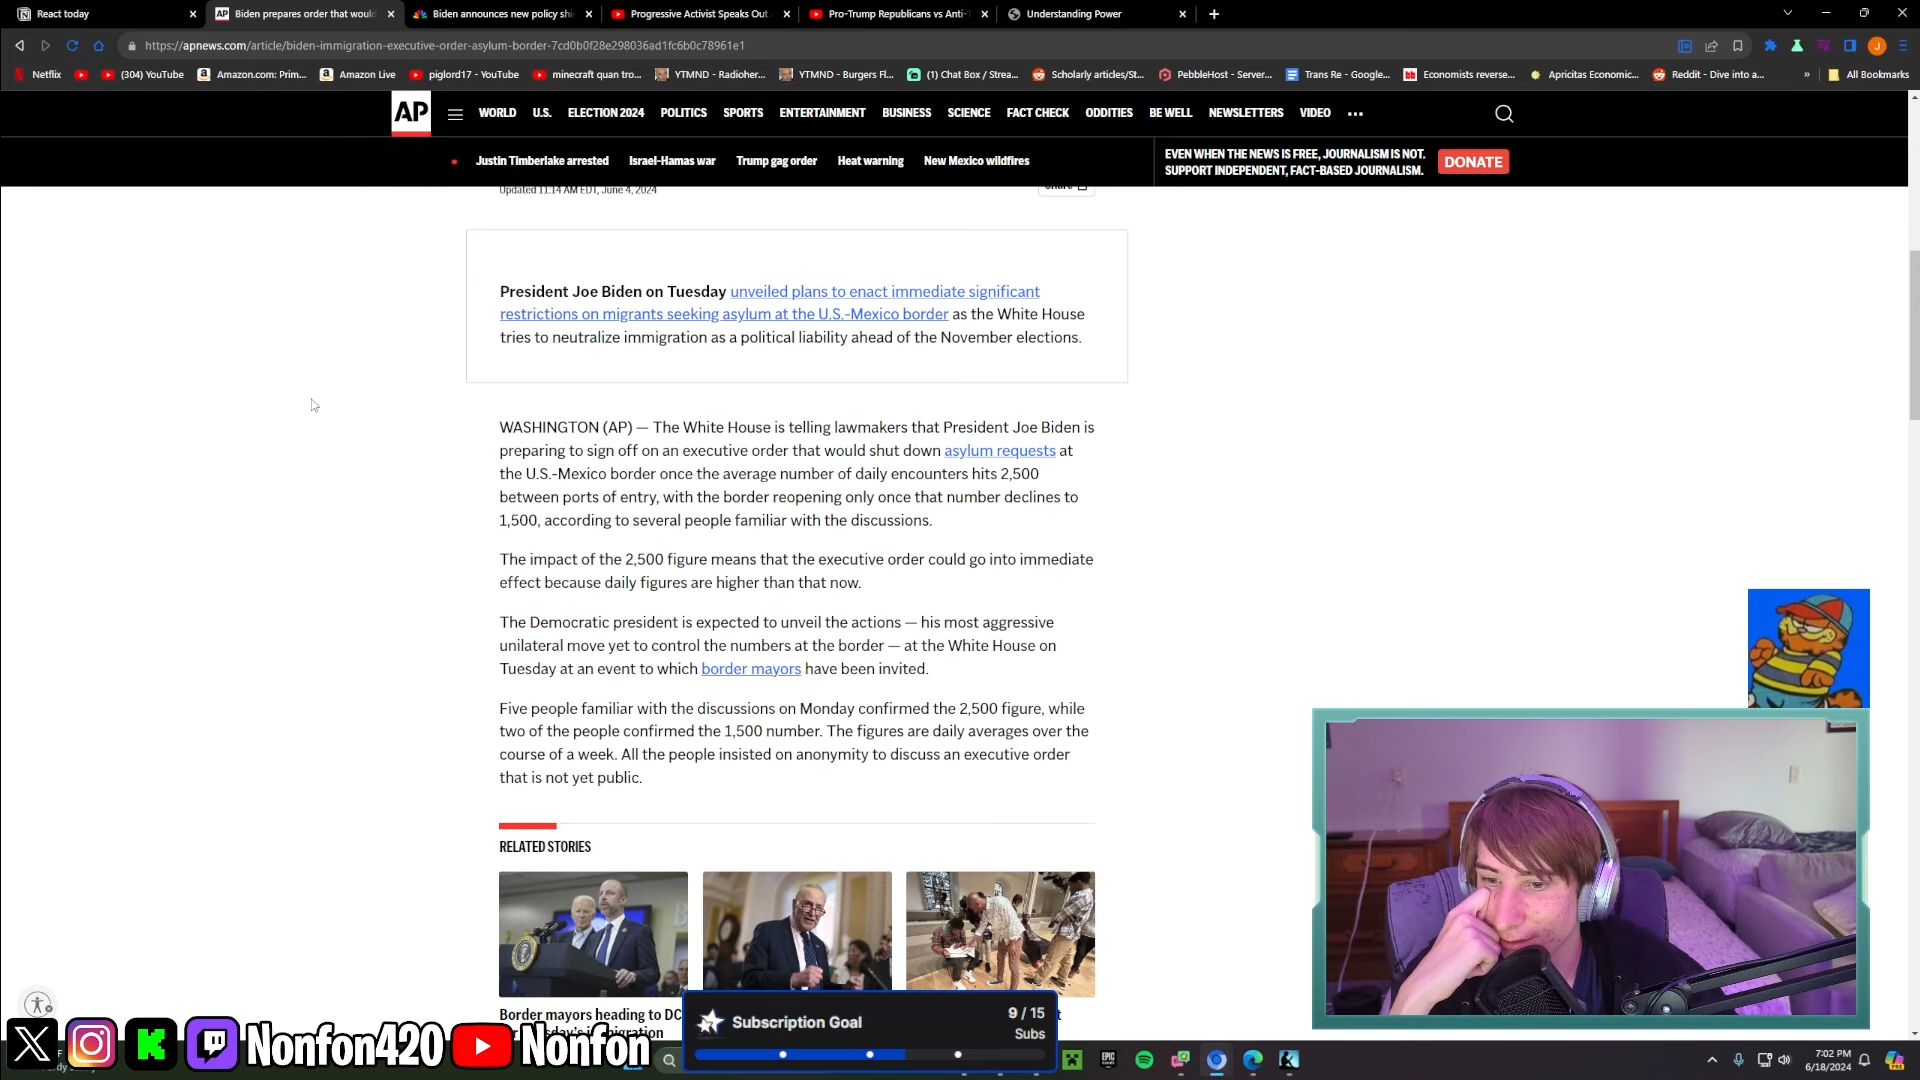 React today
Biden prepares order that would
Biden announces new policy shi
Progressive Activist Speaks Out
Pro-Trump Republicans vs Anti-
Understanding Power
https://apnews.com/article/biden-immigration-executive-order-asylum-border-7cd0b0f28e298036ad1fc6b0c78961e1
Netflix
(304) YouTube
Amazon.com: Prim...
Amazon Live
piglord17 - YouTube
minecraft quan tro...
YTMND - Radioher...
YTMND - Burgers Fl...
(1) Chat Box / Strea...
Scholarly articles/St...
PebbleHost - Server...
Trans Re - Google...
Economists reverse...
Apricitas Economic...
Reddit - Dive into a...
» All Bookmarks
AP
WORLD U.S. ELECTION 2024 POLITICS SPORTS ENTERTAINMENT BUSINESS SCIENCE FACT CHECK ODDITIES BE WELL NEWSLETTERS VIDEO ...
Justin Timberlake arrested Israel-Hamas war Trump gag order Heat warning New Mexico wildfires
EVEN WHEN THE NEWS IS FREE, JOURNALISM IS NOT.
SUPPORT INDEPENDENT, FACT-BASED JOURNALISM.
DONATE
Updated 11:14 AM EDT, June 4, 2024
Share
President Joe Biden on Tuesday unveiled plans to enact immediate significant
restrictions on migrants seeking asylum at the U.S.-Mexico border as the White House
tries to neutralize immigration as a political liability ahead of the November elections.
WASHINGTON (AP) — The White House is telling lawmakers that President Joe Biden is
preparing to sign off on an executive order that would shut down asylum requests at
the U.S.-Mexico border once the average number of daily encounters hits 2,500
between ports of entry, with the border reopening only once that number declines to
1,500, according to several people familiar with the discussions.
The impact of the 2,500 figure means that the executive order could go into immediate
effect because daily figures are higher than that now.
The Democratic president is expected to unveil the actions — his most aggressive
unilateral move yet to control the numbers at the border — at the White House on
Tuesday at an event to which border mayors have been invited.
Five people familiar with the discussions on Monday confirmed the 2,500 figure, while
two of the people confirmed the 1,500 number. The figures are daily averages over the
course of a week. All the people insisted on anonymity to discuss an executive order
that is not yet public.
RELATED STORIES
Border mayors heading to DC
Subscription Goal
9 / 15
Subs
Nonfon420
Nonfon
EPIC
7:02 PM
6/18/2024